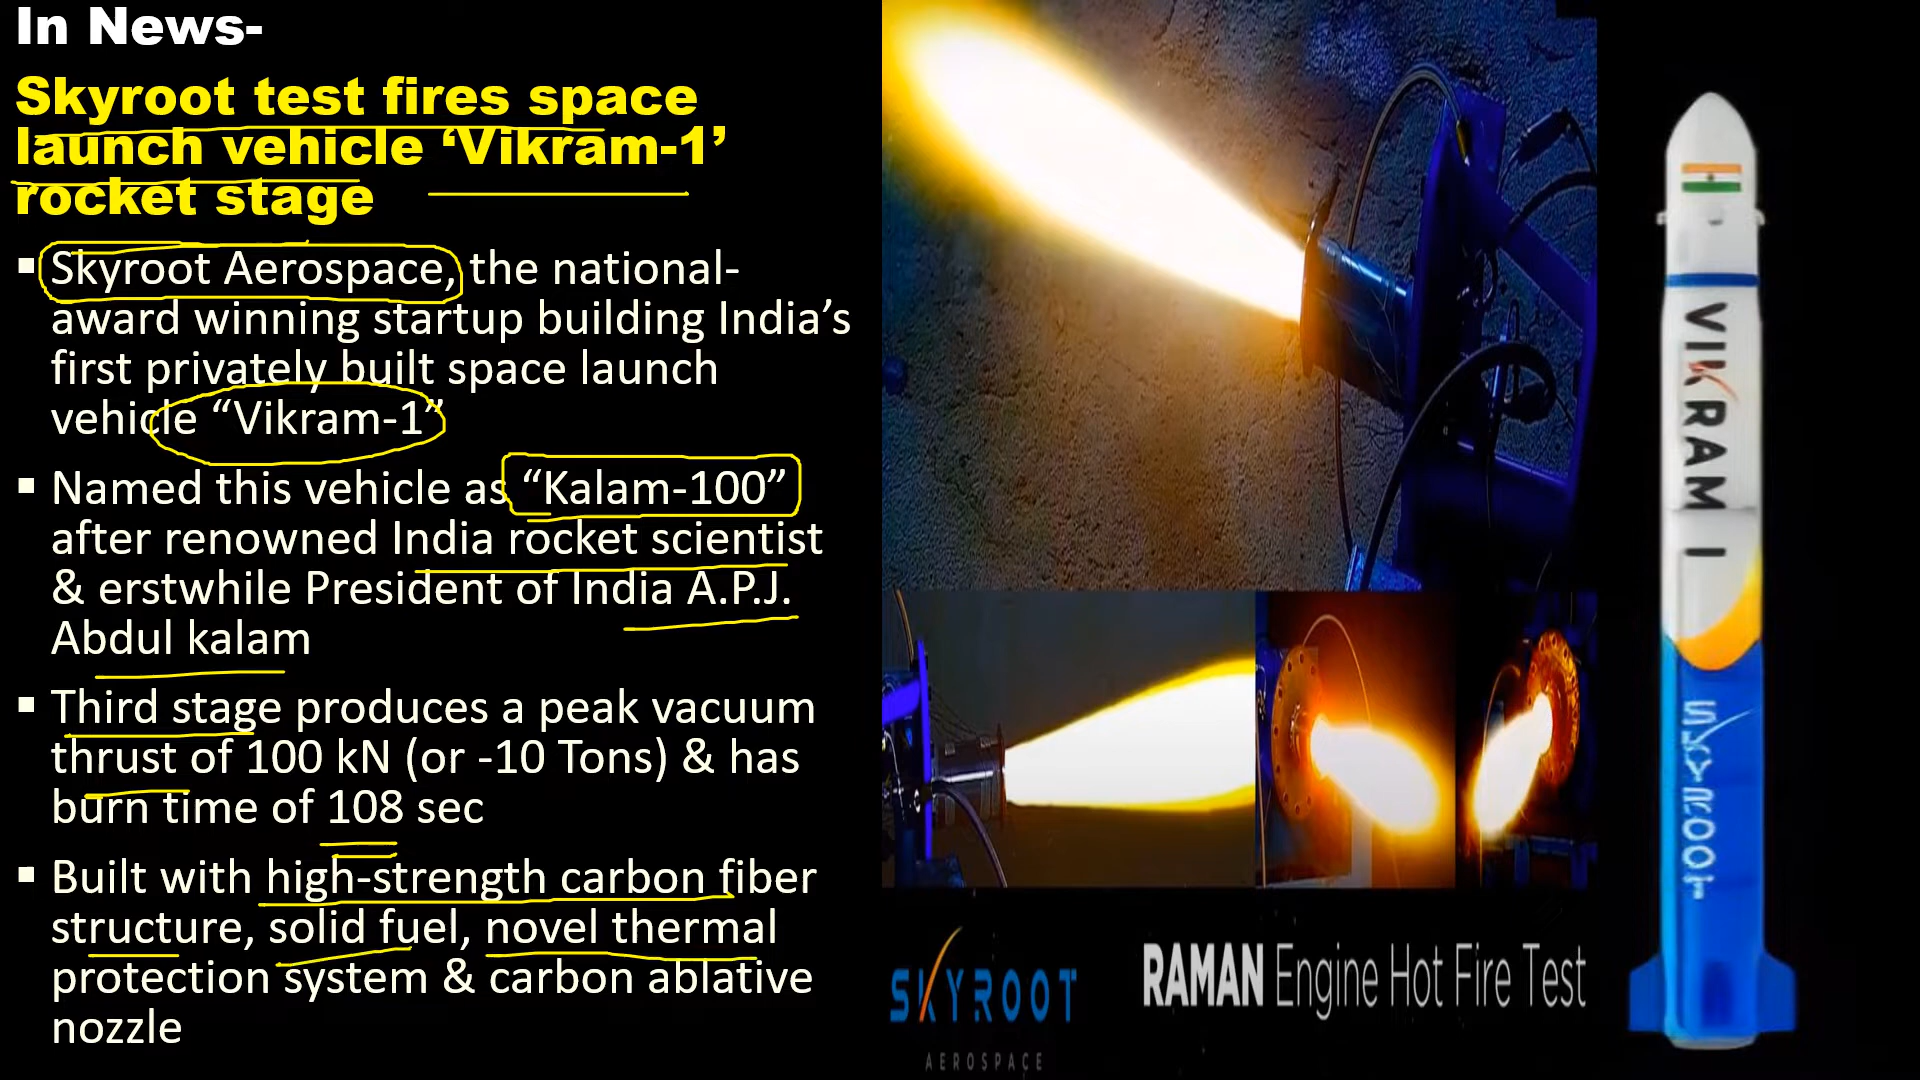 In News-
Skyroot test fires space
launch vehicle ‘Vikram-1’
rocket stage
▪ Skyroot Aerospace, the national-
award winning startup building India’s
first privately built space launch
vehicle “Vikram-1”
▪ Named this vehicle as “Kalam-100”
after renowned India rocket scientist
& erstwhile President of India A.P.J.
Abdul kalam
▪ Third stage produces a peak vacuum
thrust of 100 kN (or -10 Tons) & has
burn time of 108 sec
▪ Built with high-strength carbon fiber
structure, solid fuel, novel thermal
protection system & carbon ablative
nozzle
SKYROOT
AEROSPACE
RAMAN Engine Hot Fire Test
VIKRAM I
SKYROOT